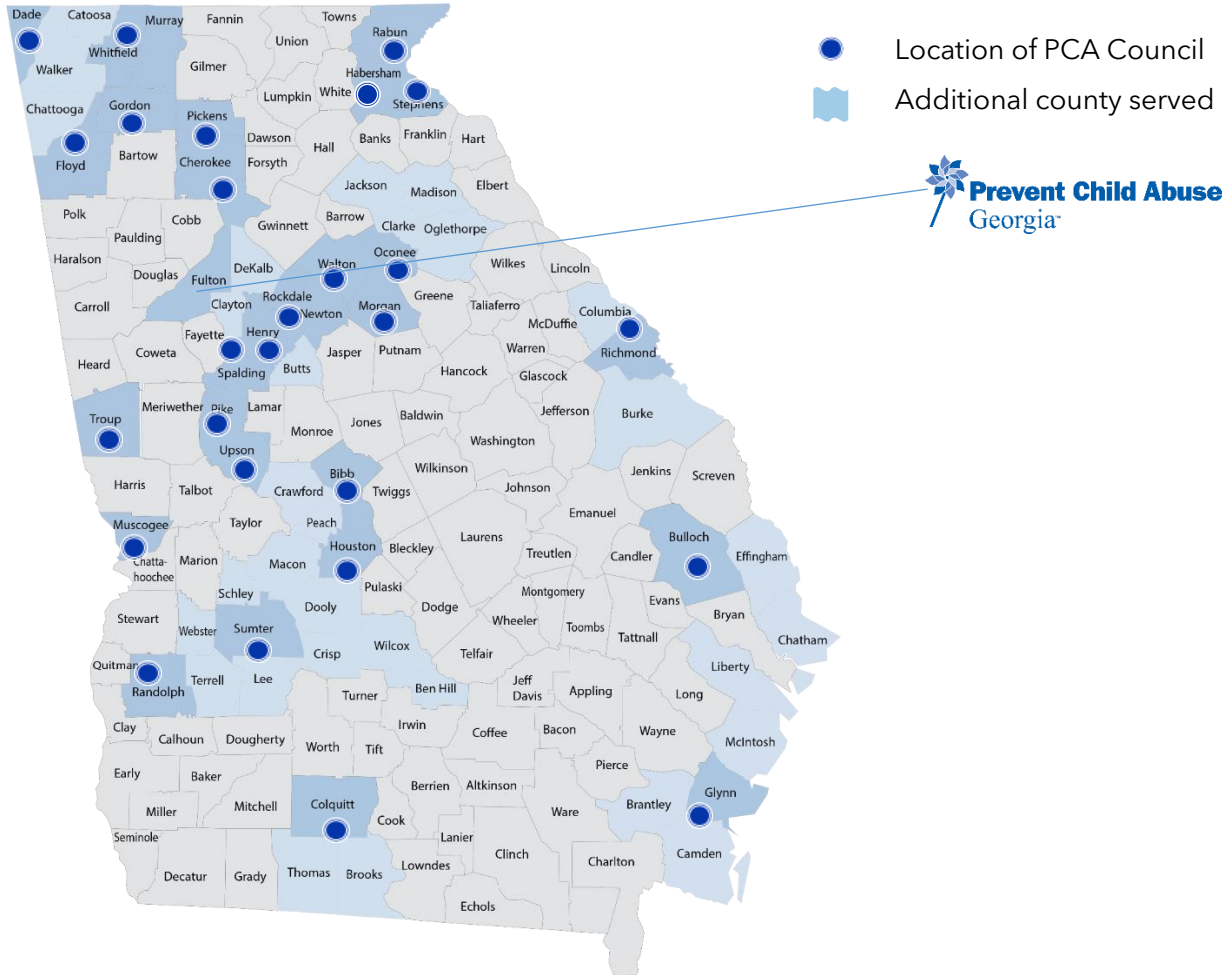 Dade
Catoosa
Murray
Fannin
Towns
Rabun
Union
Whitfield
Walker
Gilmer
Habersham
White
Lumpkin
Stephens
Chattooga
Gordon
Pickens
Dawson
Banks
Franklin
Hart
Hall
Floyd
Bartow
Cherokee
Forsyth
Jackson
Madison
Elbert
Polk
Cobb
Gwinnett
Barrow
Clarke
Oglethorpe
Paulding
Haralson
Douglas
Fulton
DeKalb
Walton
Oconee
Wilkes
Lincoln
Carroll
Clayton
Rockdale
Newton
Morgan
Greene
Taliaferro
Columbia
McDuffie
Fayette
Henry
Coweta
Heard
Spalding
Butts
Jasper
Putnam
Warren
Richmond
Hancock
Glascock
Troup
Meriwether
Pike
Lamar
Monroe
Jones
Baldwin
Jefferson
Burke
Washington
Upson
Bibb
Wilkinson
Jenkins
Screven
Harris
Talbot
Crawford
Twiggs
Johnson
Emanuel
Muscogee
Taylor
Peach
Houston
Bleckley
Laurens
Treutlen
Candler
Bulloch
Effingham
Chatta-
hoochee
Marion
Macon
Pulaski
Schley
Dooly
Dodge
Montgomery
Evans
Bryan
Stewart
Webster
Sumter
Wheeler
Toombs
Tattnall
Chatham
Crisp
Wilcox
Telfair
Liberty
Quitman
Randolph
Terrell
Lee
Turner
Ben Hill
Jeff
Davis
Appling
Long
Clay
Calhoun
Dougherty
Worth
Tift
Irwin
Coffee
Bacon
Wayne
McIntosh
Early
Baker
Pierce
Miller
Mitchell
Colquitt
Berrien
Altkinson
Ware
Brantley
Glynn
Seminole
Cook
Lanier
Clinch
Charlton
Camden
Decatur
Grady
Thomas
Brooks
Lowndes
Echols
Location of PCA Council
Additional county served
Prevent Child Abuse
Georgia™